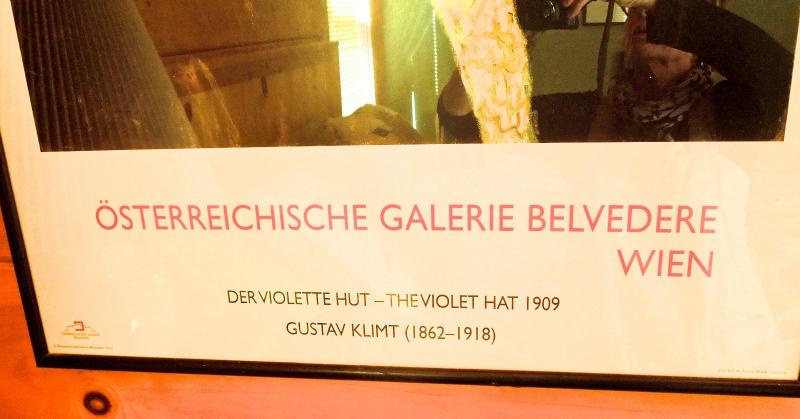 ÖSTERREICHISCHE GALERIE BELVEDERE
WIEN
DER VIOLETTE HUT – THE VIOLET HAT 1909
GUSTAV KLIMT (1862–1918)